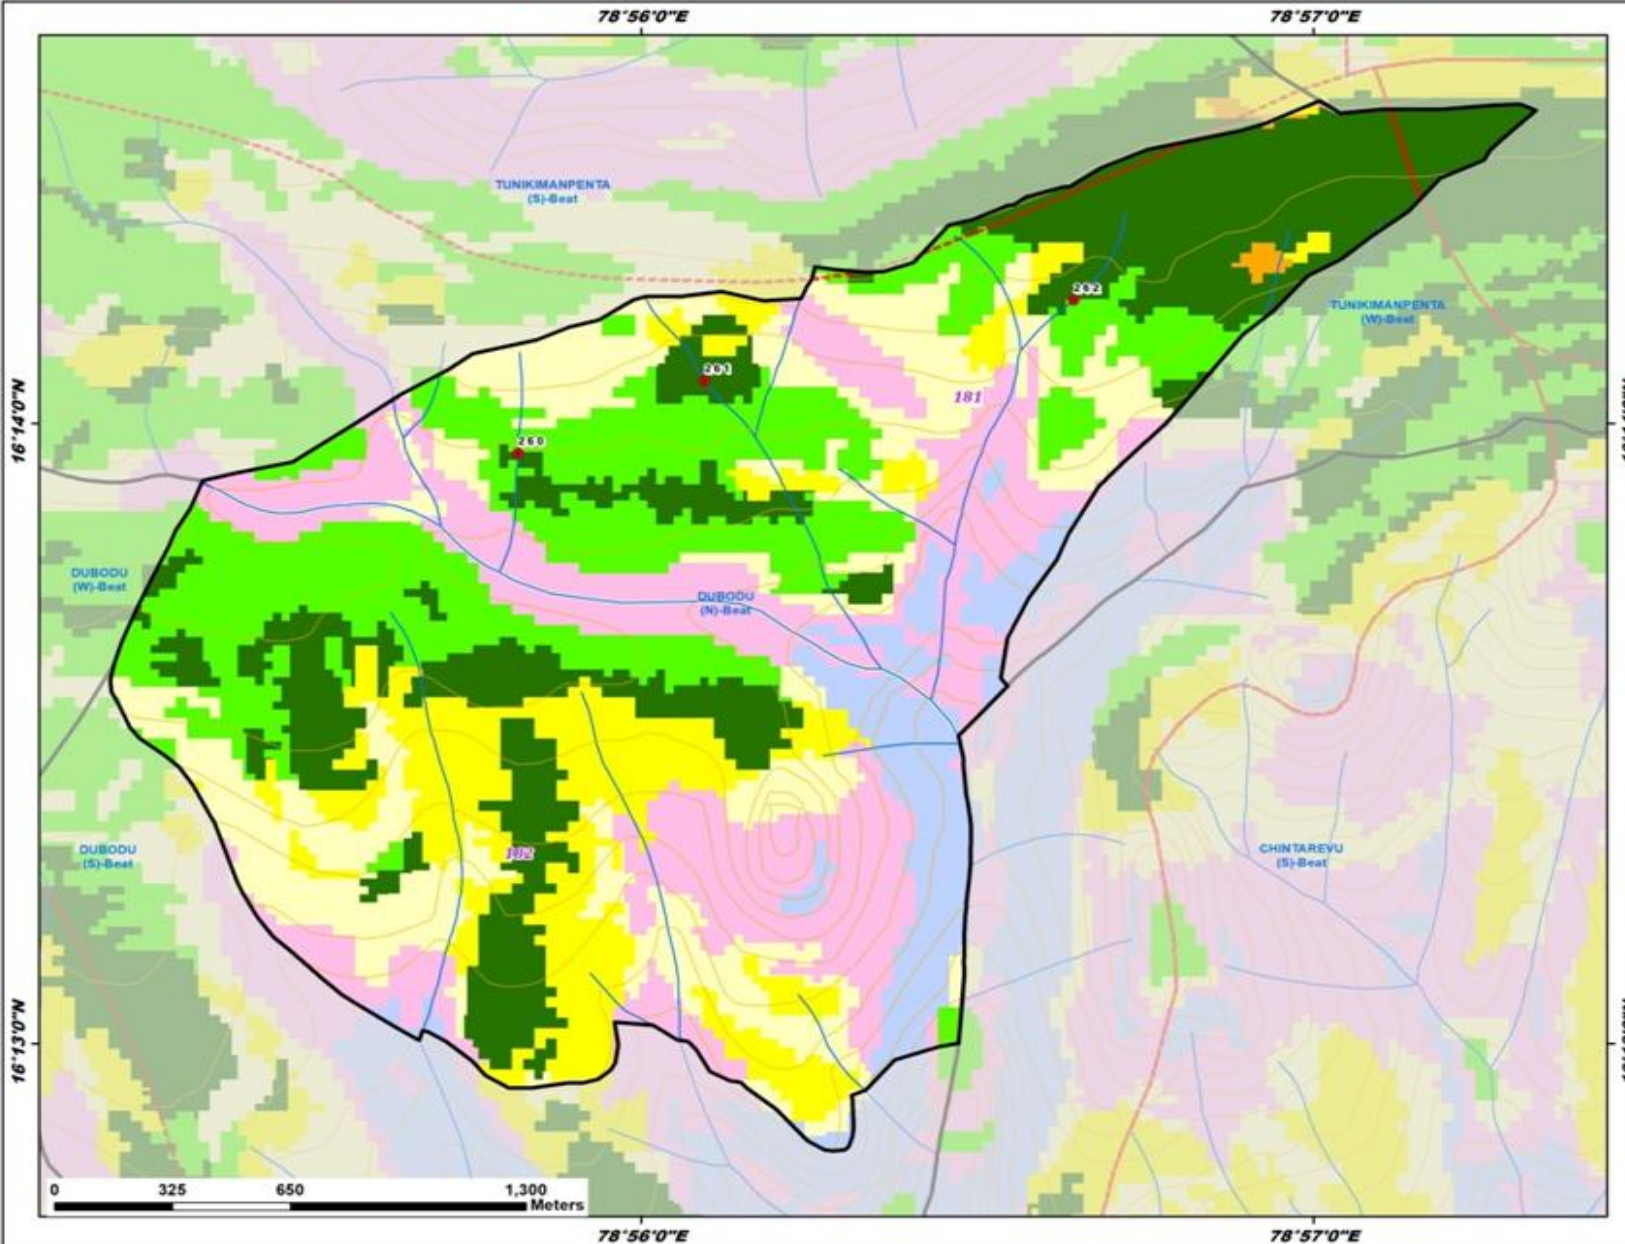 78°56'0"E
78°57'0"E
TUNIKIMANPENTA
(S)-Beat
262
TUNIKIMANPENTA
(W)-Beat
261
181
16°14'0"N
260
DUBODU
(W)-Beat
DUBODU
(N)-Beat
DUBODU
(S)-Beat
182
CHINTAREVU
(S)-Beat
16°13'0"N
0 325 650 1,300
Meters
78°56'0"E
78°57'0"E